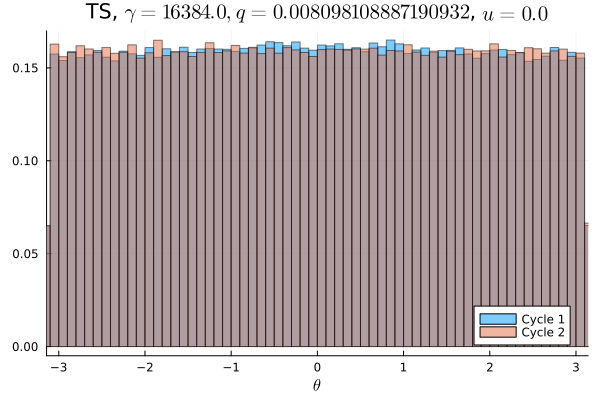 TS, γ = 16384.0, q = 0.008098108887190932, u = 0.0
0.15
0.10
0.05
0.00
Cycle 1
Cycle 2
−3 −2 −1 0 1 2 3
θ